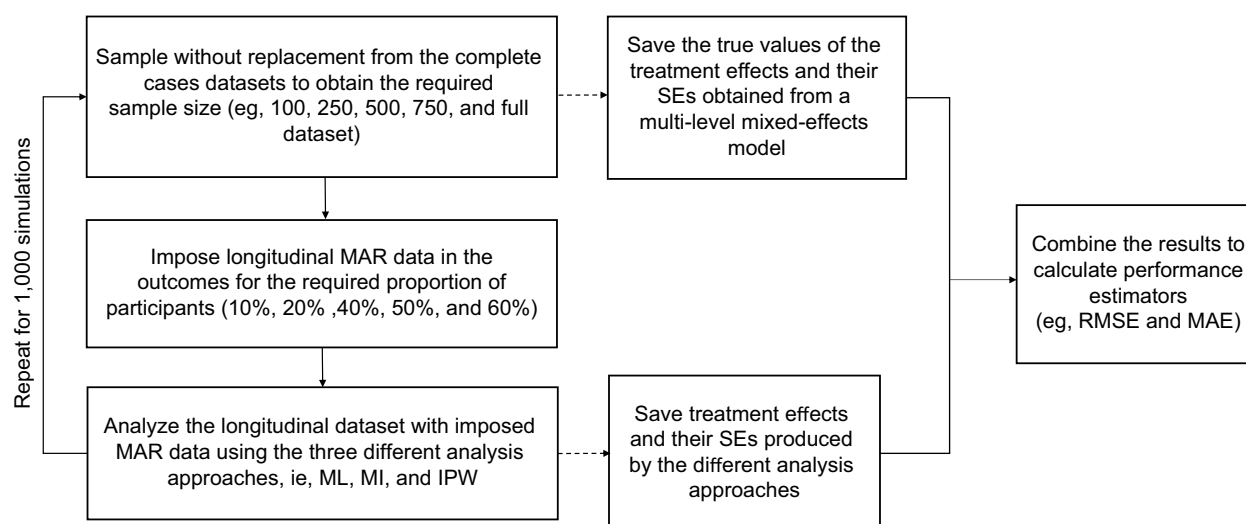 Repeat for 1,000 simulations
Sample without replacement from the complete
cases datasets to obtain the required
sample size (eg, 100, 250, 500, 750, and full
dataset)
Save the true values of the
treatment effects and their
SEs obtained from a
multi-level mixed-effects
model
Impose longitudinal MAR data in the
outcomes for the required proportion of
participants (10%, 20% ,40%, 50%, and 60%)
Analyze the longitudinal dataset with imposed
MAR data using the three different analysis
approaches, ie, ML, MI, and IPW
Save treatment effects
and their SEs produced
by the different analysis
approaches
Combine the results to
calculate performance
estimators
(eg, RMSE and MAE)